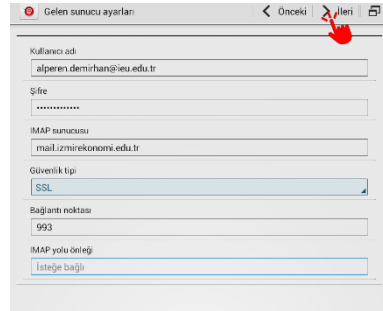 Gelen sunucu ayarları
Önceki
İleri
Kullanıcı adı
alperen.demirhan@ieu.edu.tr
Şifre
•••••••••••••
IMAP sunucusu
mail.izmirekonomi.edu.tr
Güvenlik tipi
SSL
Bağlantı noktası
993
IMAP yolu önleği
İsteğe bağlı